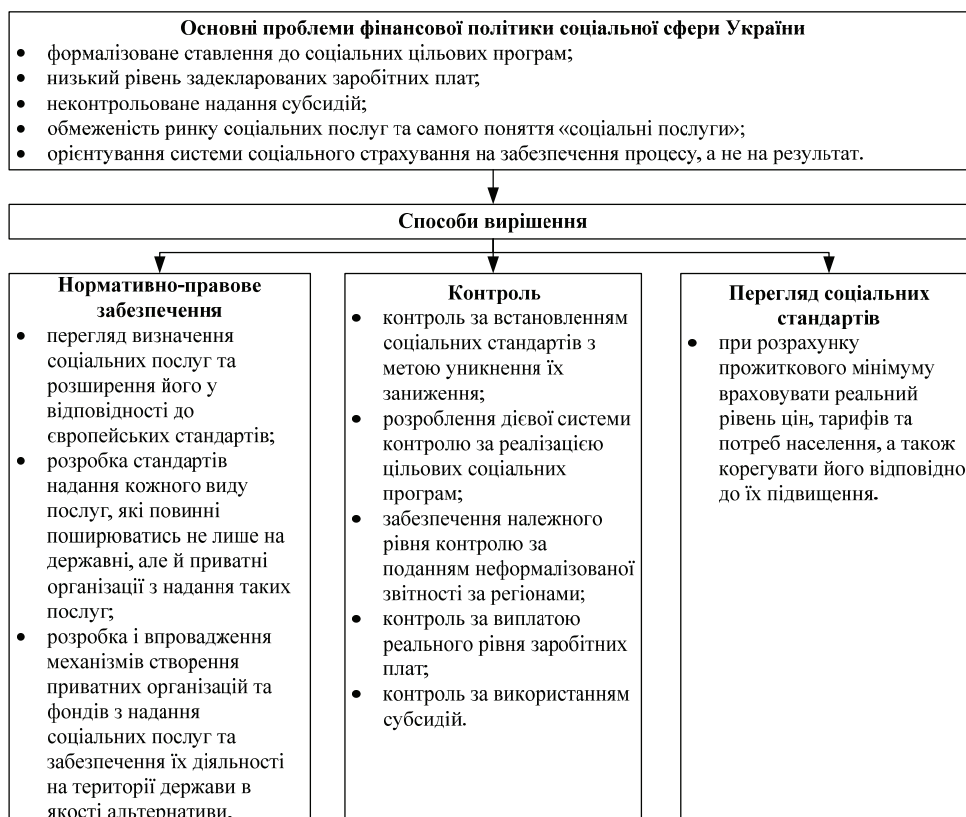 Основні проблеми фінансової політики соціальної сфери України
• формалізоване ставлення до соціальних цільових програм;
• низький рівень задекларованих заробітних плат;
• неконтрольоване надання субсидій;
• обмеженість ринку соціальних послуг та самого поняття «соціальні послуги»;
• орієнтування системи соціального страхування на забезпечення процесу, а не на результат.
Способи вирішення
Нормативно-правове
забезпечення
• перегляд визначення
соціальних послуг та
розширення його у
відповідності до
європейських стандартів;
• розробка стандартів
надання кожного виду
послуг, які повинні
поширюватись не лише на
державні, але й приватні
організації з надання таких
послуг;
• розробка і впровадження
механізмів створення
приватних організацій та
фондів з надання
соціальних послуг та
забезпечення їх діяльності
на території держави в
якості альтернативи.
Контроль
• контроль за встановленням
соціальних стандартів з
метою уникнення їх
заниження;
• розроблення дієвої системи
контролю за реалізацією
цільових соціальних
програм;
• забезпечення належного
рівня контролю за
поданням неформалізованої
звітності за регіонами;
• контроль за виплатою
реального рівня заробітних
плат;
• контроль за використанням
субсидій.
Перегляд соціальних
стандартів
• при розрахунку
прожиткового мінімуму
враховувати реальний
рівень цін, тарифів та
потреб населення, а також
корегувати його відповідно
до їх підвищення.